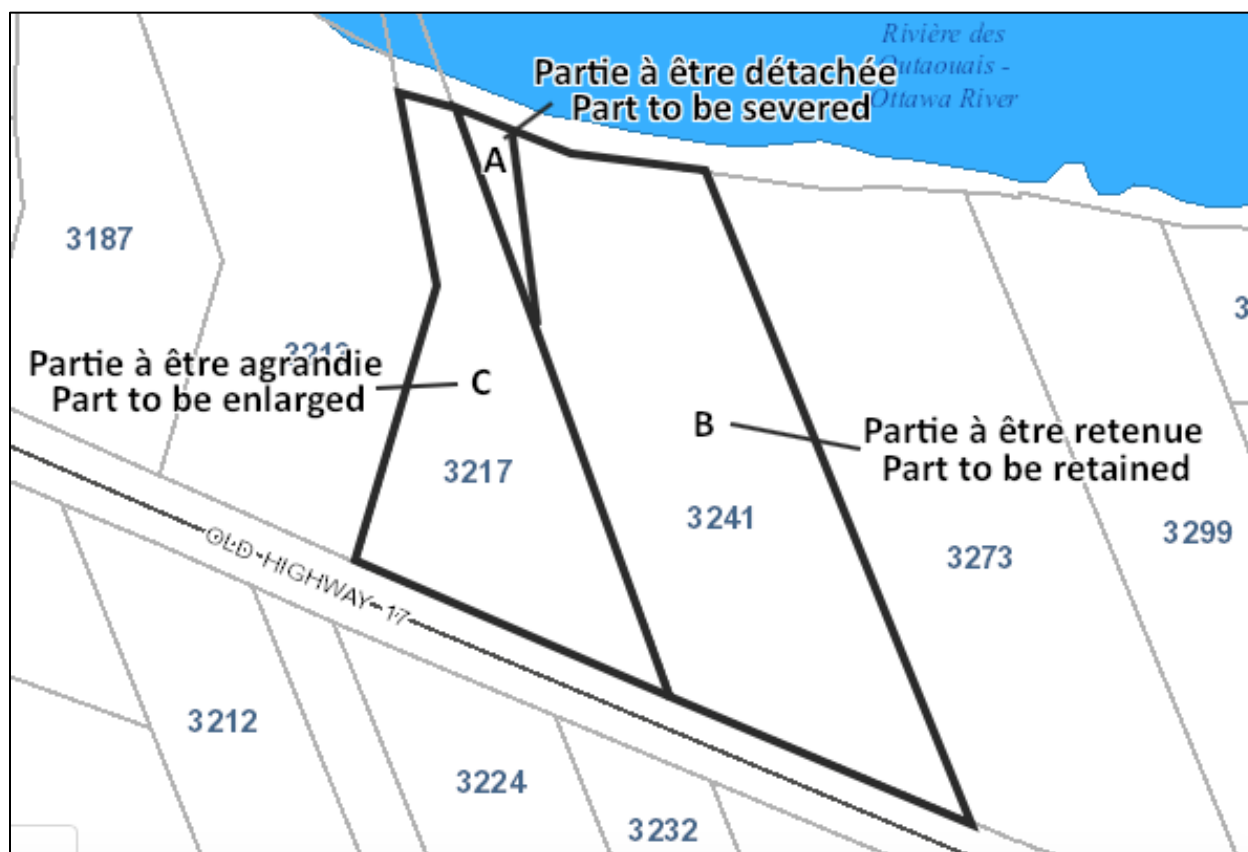 Rivière des
Outaouais -
Ottawa River
Partie à être détachée
Part to be severed
A
3187
Partie à être agrandie
Part to be enlarged
C
B
Partie à être retenue
Part to be retained
3217
3241
3273
3299
OLD HIGHWAY 17
3212
3224
3232